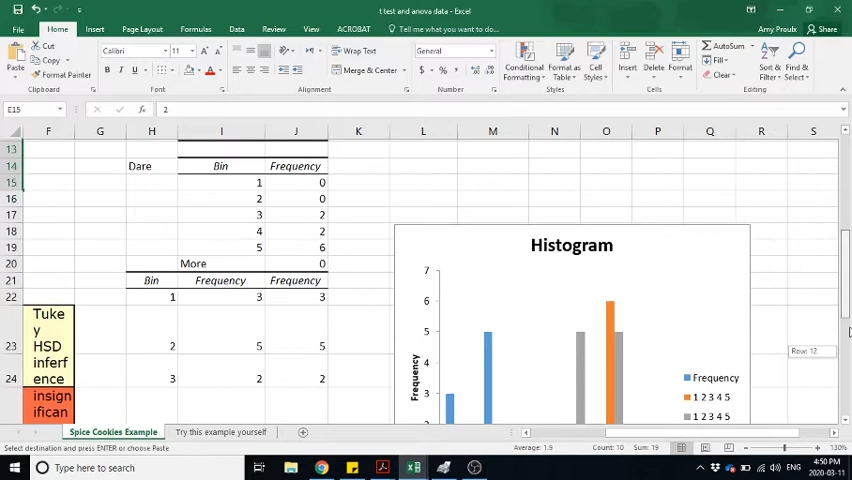 t test and anova data - Excel
Amy Proulx
Share
File
Home
Insert
Page Layout
Formulas
Data
Review
View
ACROBAT
Tell me what you want to do...
Paste
Cut
Copy
Format Painter
Clipboard
Calibri
11
B I U
Font
Wrap Text
Merge & Center
Alignment
General
$ % ,
Number
Conditional Formatting
Format as Table
Cell Styles
Styles
Insert
Delete
Format
Cells
AutoSum
Fill
Clear
Sort & Filter
Find & Select
Editing
E15
fx
2
F G H I J K L M N O P Q R S
13
14 Dare Bin Frequency
15 1 0
16 2 0
17 3 2
18 4 2
19 5 6
20 More 0
21 Bin Frequency Frequency
22 1 3 3
Tuke
y
HSD
inferf
ence
23 2 5 5
24 3 2 2
insign
ifican
Histogram
7
6
5
4
3
2
Frequency
Frequency
1 2 3 4 5
1 2 3 4 5
Row: 12
Spice Cookies Example
Try this example yourself
Select destination and press ENTER or choose Paste
Average: 1.9
Count: 10
Sum: 19
130%
Type here to search
ENG
4:50 PM
2020-03-11